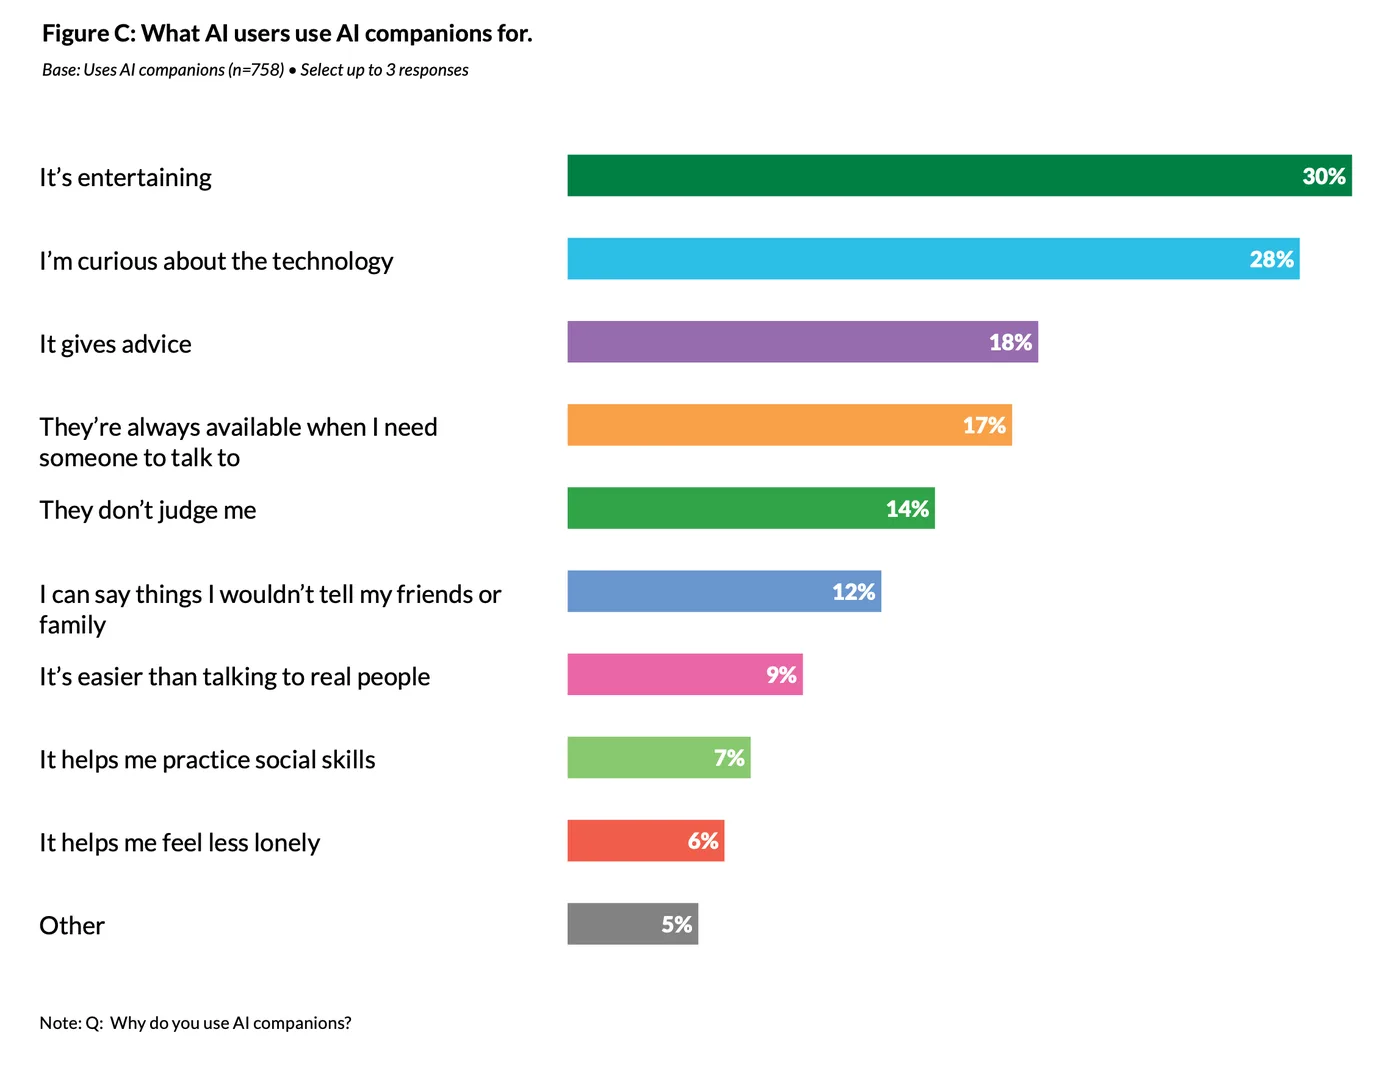 Figure C: What AI users use AI companions for.
Base: Uses AI companions (n=758) • Select up to 3 responses
It’s entertaining
30%
I’m curious about the technology
28%
It gives advice
18%
They’re always available when I need
someone to talk to
17%
They don’t judge me
14%
I can say things I wouldn’t tell my friends or
family
12%
It’s easier than talking to real people
9%
It helps me practice social skills
7%
It helps me feel less lonely
6%
Other
5%
Note: Q:  Why do you use AI companions?